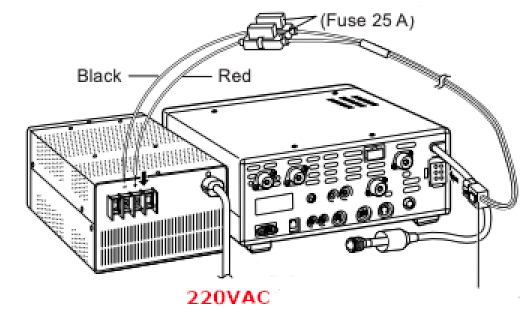 (Fuse 25 A)
Black
Red
220VAC